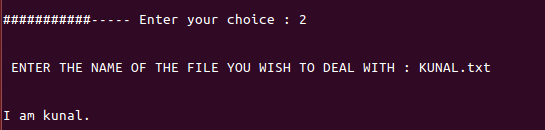 ###########----- Enter your choice : 2
ENTER THE NAME OF THE FILE YOU WISH TO DEAL WITH : KUNAL.txt
I am kunal.